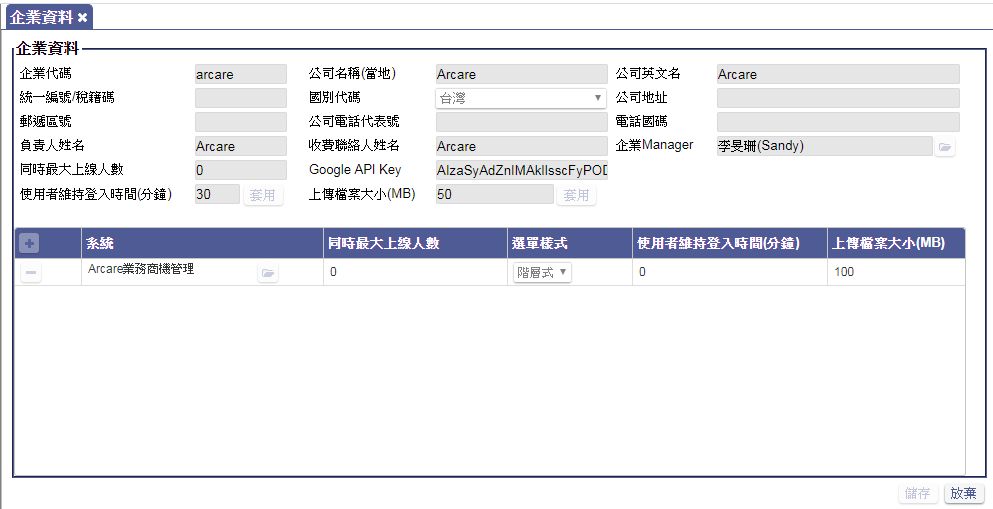 企業資料 ✖
企業資料
企業代碼 arcare 公司名稱(當地) Arcare 公司英文名 Arcare
統一編號/稅籍碼 國別代碼 台灣 公司地址
郵遞區號 公司電話代表號 電話國碼
負責人姓名 Arcare 收費聯絡人姓名 Arcare 企業Manager 李旻珊(Sandy)
同時最大上線人數 0 Google API Key AIzaSyAdZnIMAkIlsscFyPOD
使用者維持登入時間(分鐘) 30 套用 上傳檔案大小(MB) 50 套用
系統 同時最大上線人數 選單樣式 使用者維持登入時間(分鐘) 上傳檔案大小(MB)
Arcare業務商機管理 0 階層式 0 100
儲存 放棄